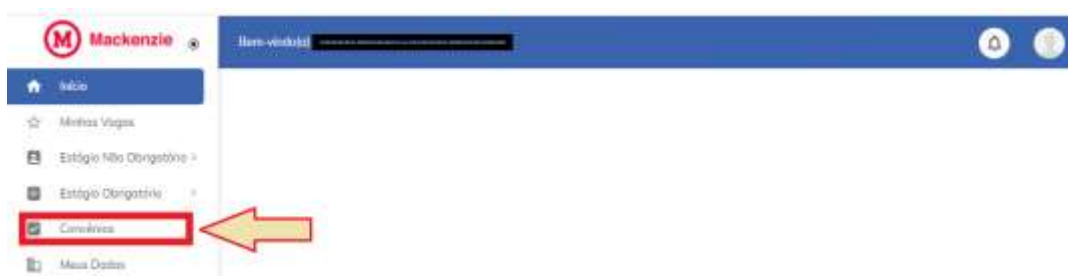 M Mackenzie
Bem-vindo(a)
Início
Minhas Vagas
Estágio Não Obrigatório >
Estágio Obrigatório >
Convênios
Meus Dados